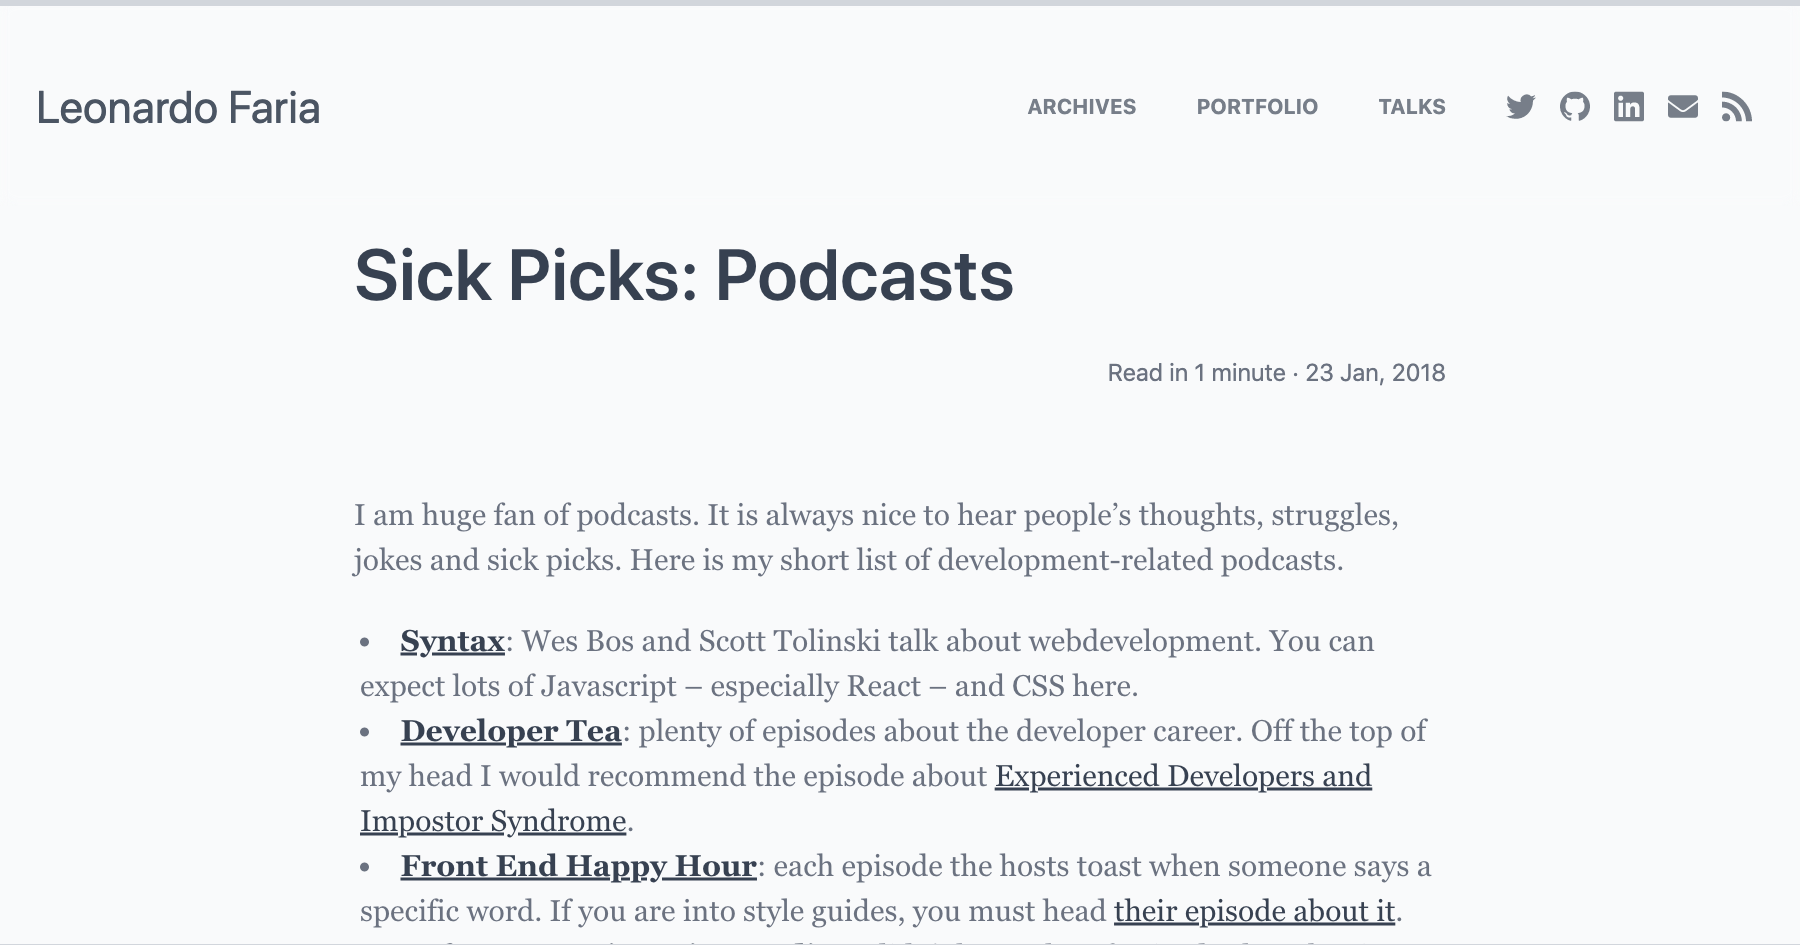 Leonardo Faria
ARCHIVES PORTFOLIO TALKS
Sick Picks: Podcasts
Read in 1 minute · 23 Jan, 2018
I am huge fan of podcasts. It is always nice to hear people’s thoughts, struggles,
jokes and sick picks. Here is my short list of development-related podcasts.
• Syntax: Wes Bos and Scott Tolinski talk about webdevelopment. You can
expect lots of Javascript – especially React – and CSS here.
• Developer Tea: plenty of episodes about the developer career. Off the top of
my head I would recommend the episode about Experienced Developers and
Impostor Syndrome.
• Front End Happy Hour: each episode the hosts toast when someone says a
specific word. If you are into style guides, you must head their episode about it.